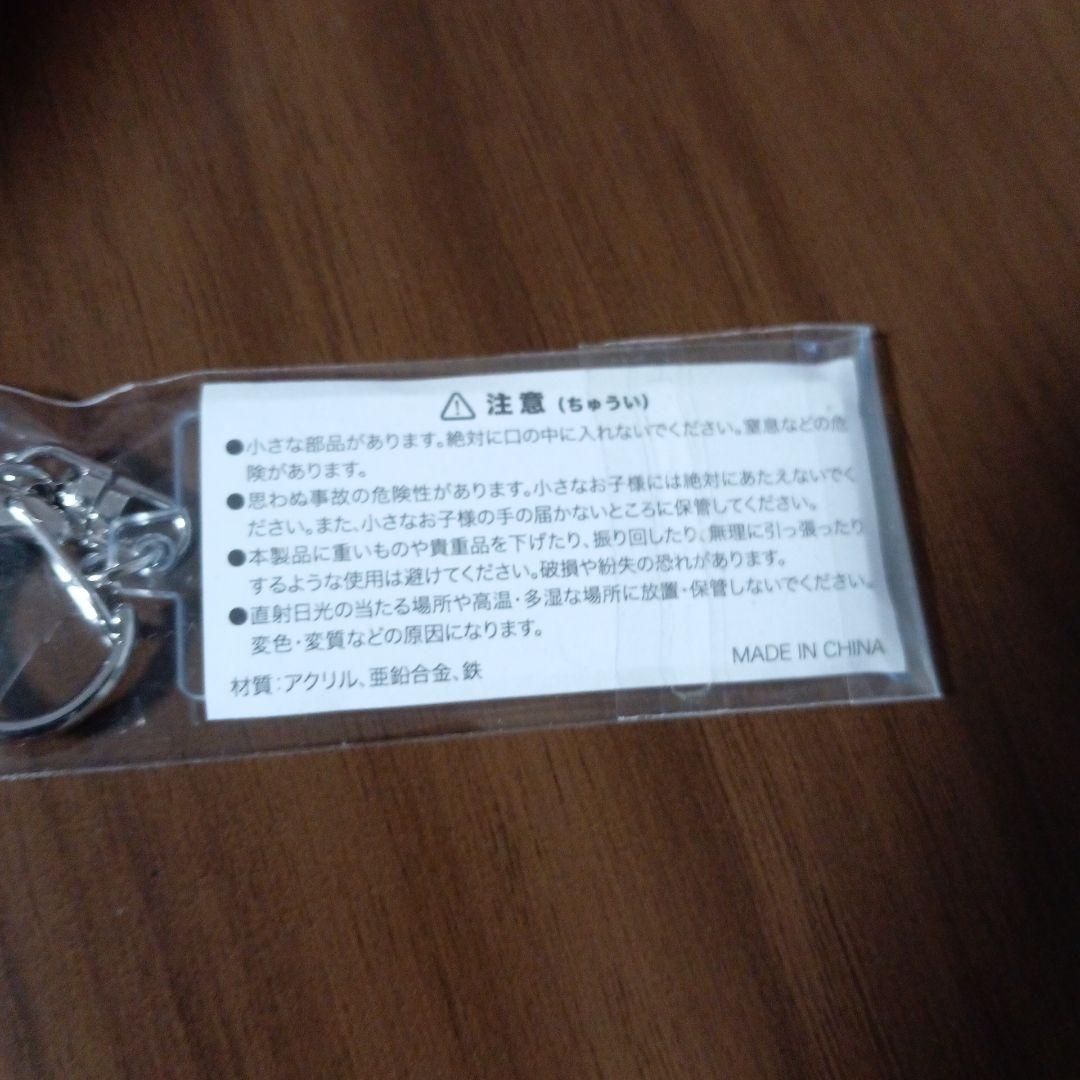 ⚠ 注意 (ちゅうい)
●小さな部品があります。絶対に口の中に入れないでください。窒息などの危
険があります。
●思わぬ事故の危険性があります。小さなお子様には絶対にあたえないでく
ださい。また、小さなお子様の手の届かないところに保管してください。
●本製品に重いものや貴重品を下げたり、振り回したり、無理に引っ張ったり
するような使用は避けてください。破損や紛失の恐れがあります。
●直射日光の当たる場所や高温・多湿な場所に放置・保管しないでください。
変色・変質などの原因になります。
材質:アクリル、亜鉛合金、鉄
MADE IN CHINA